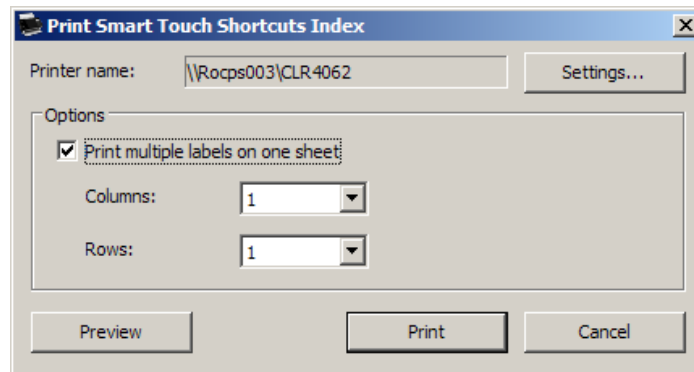 Print Smart Touch Shortcuts Index
Printer name: \\Rocps003\CLR4062 Settings...
Options
Print multiple labels on one sheet
Columns: 1
Rows: 1
Preview Print Cancel